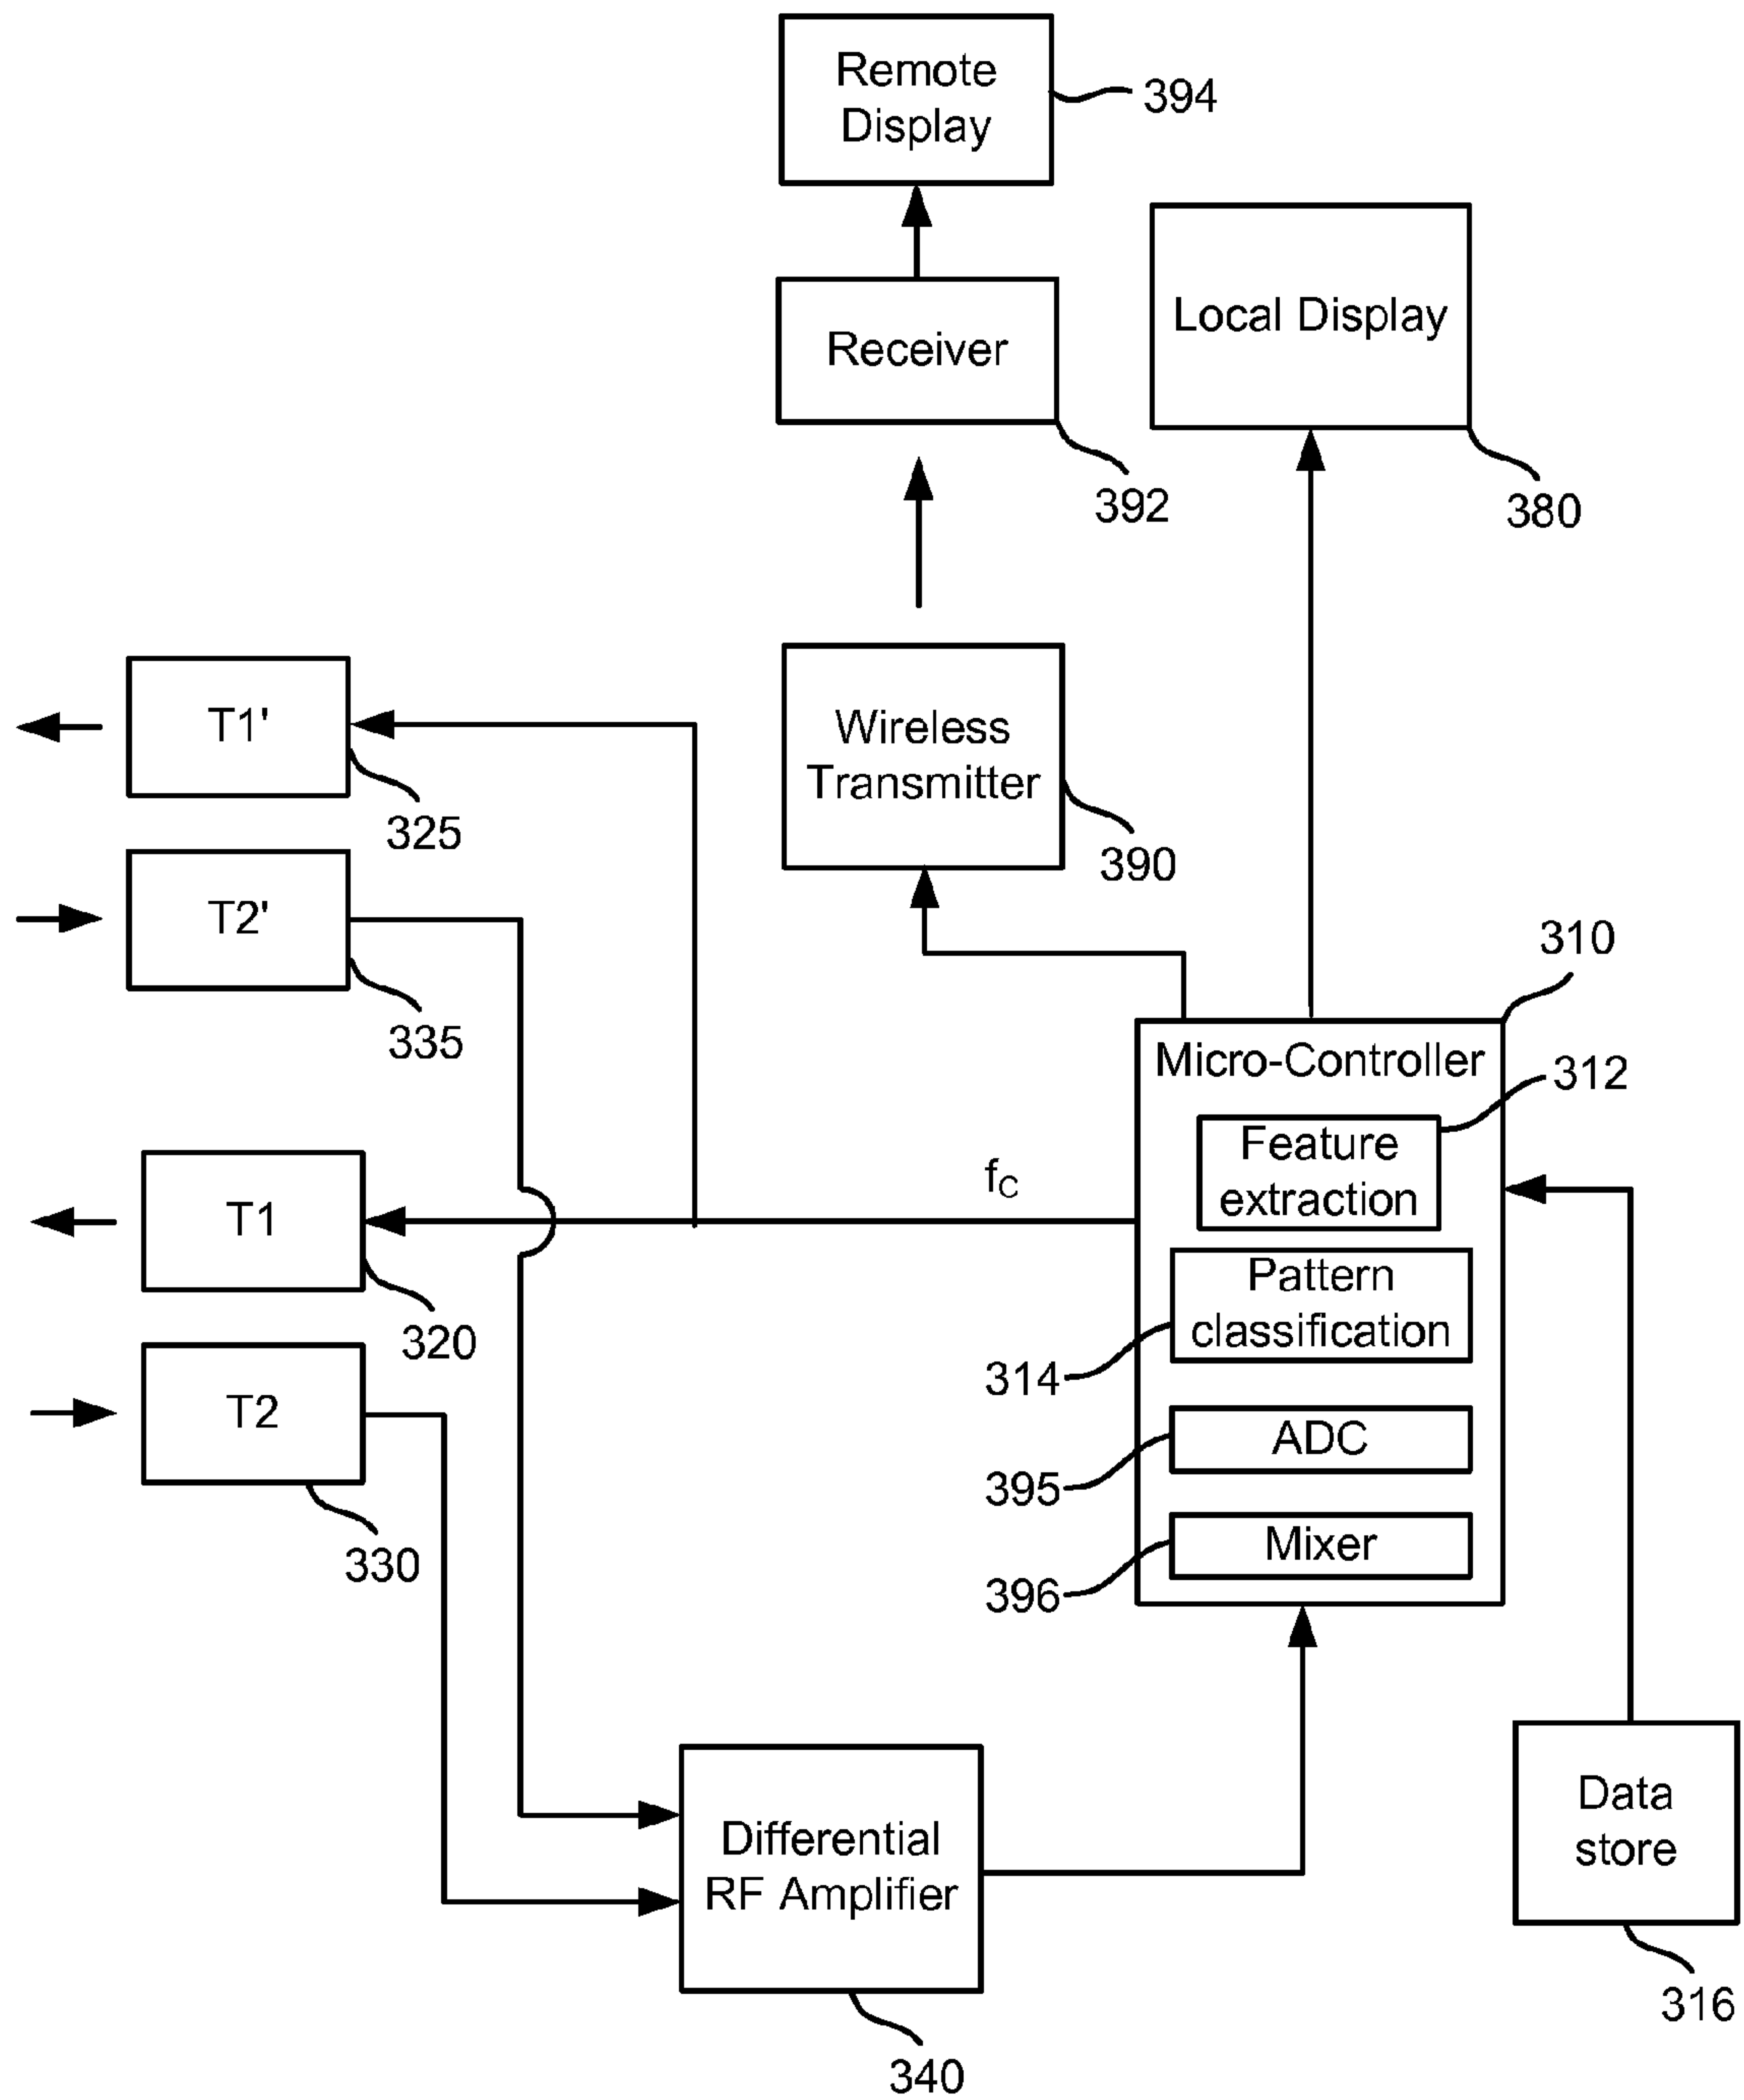 Remote
Display
394
Local Display
Receiver
392
380
T1'
325
Wireless
Transmitter
390
T2'
335
310
Micro-Controller
312
Feature
extraction
fC
T1
320
Pattern
classification
314
T2
330
ADC
395
Mixer
396
Differential
RF Amplifier
340
Data
store
316